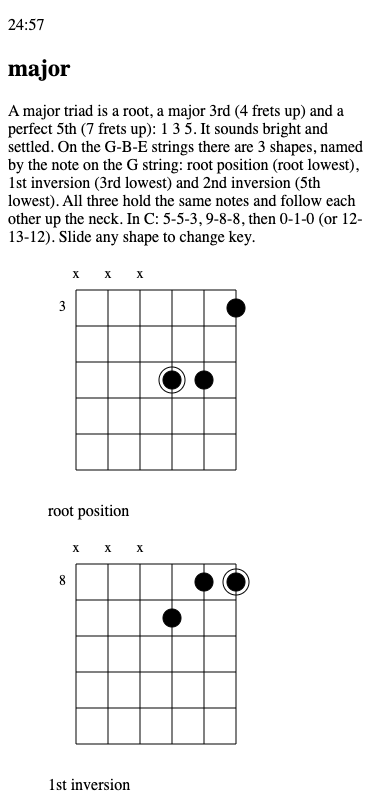 24:57
major
A major triad is a root, a major 3rd (4 frets up) and a
perfect 5th (7 frets up): 1 3 5. It sounds bright and
settled. On the G-B-E strings there are 3 shapes, named
by the note on the G string: root position (root lowest),
1st inversion (3rd lowest) and 2nd inversion (5th
lowest). All three hold the same notes and follow each
other up the neck. In C: 5-5-3, 9-8-8, then 0-1-0 (or 12-
13-12). Slide any shape to change key.
x x x
3
root position
x x x
8
1st inversion